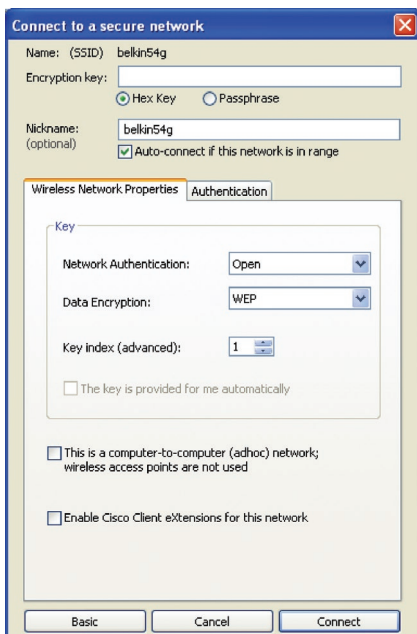 Connect to a secure network
Name: (SSID) belkin54g
Encryption key:
Hex Key Passphrase
Nickname: belkin54g
(optional)
Auto-connect if this network is in range
Wireless Network Properties Authentication
Key
Network Authentication: Open
Data Encryption: WEP
Key index (advanced): 1
The key is provided for me automatically
This is a computer-to-computer (adhoc) network;
wireless access points are not used
Enable Cisco Client eXtensions for this network
Basic Cancel Connect